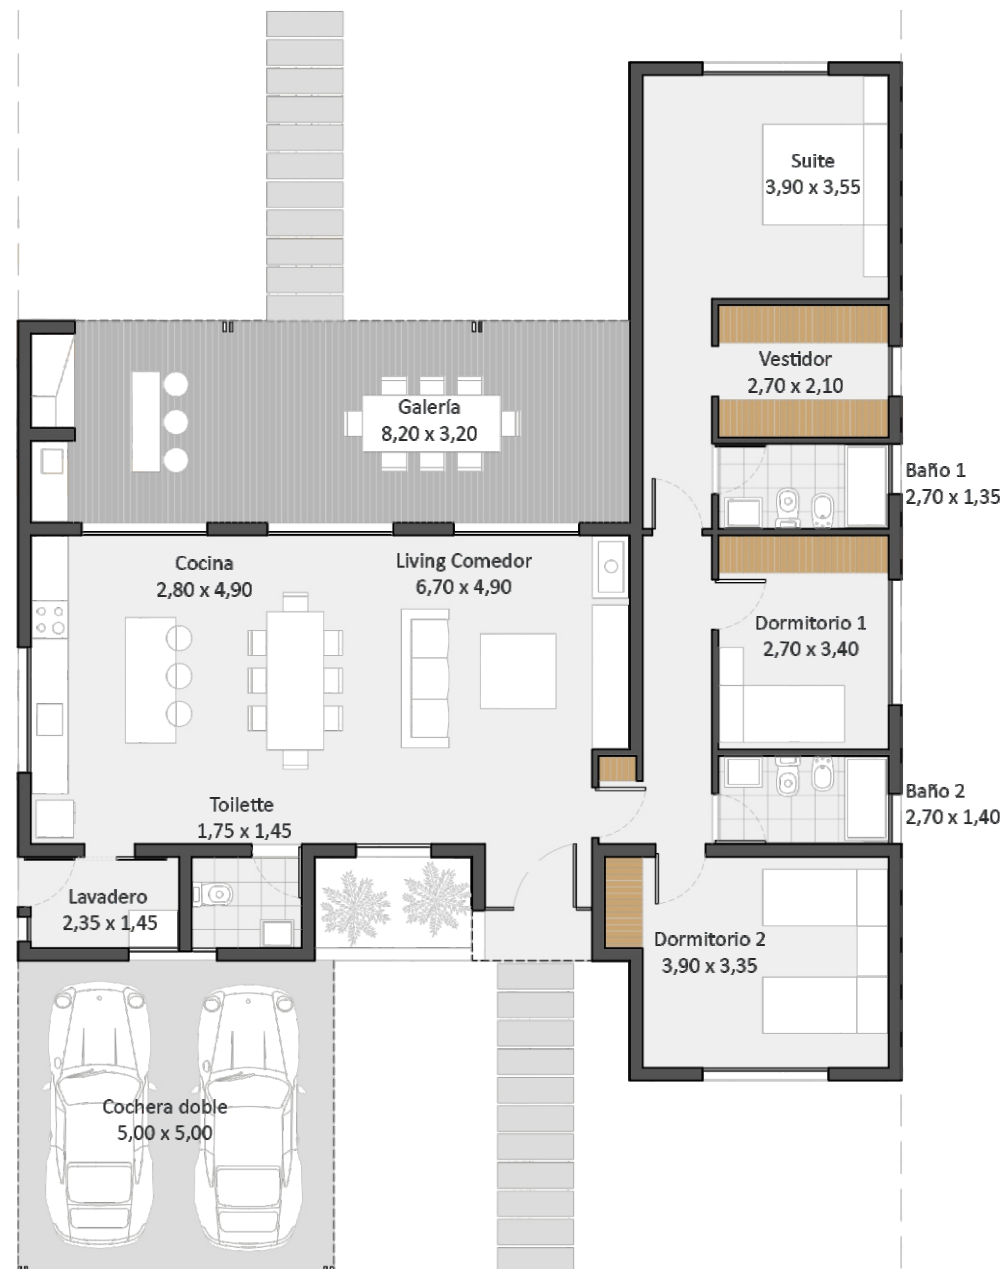 Suite
3,90 x 3,55
Vestidor
2,70 x 2,10
Galería
8,20 x 3,20
Baño 1
2,70 x 1,35
Cocina
2,80 x 4,90
Living Comedor
6,70 x 4,90
Dormitorio 1
2,70 x 3,40
Baño 2
2,70 x 1,40
Toilette
1,75 x 1,45
Lavadero
2,35 x 1,45
Dormitorio 2
3,90 x 3,35
Cochera doble
5,00 x 5,00